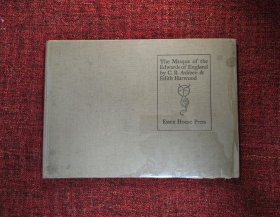 The Masque of the
Edwards of England
by C. R. Ashbee &
Edith Harwood
Essex House Press